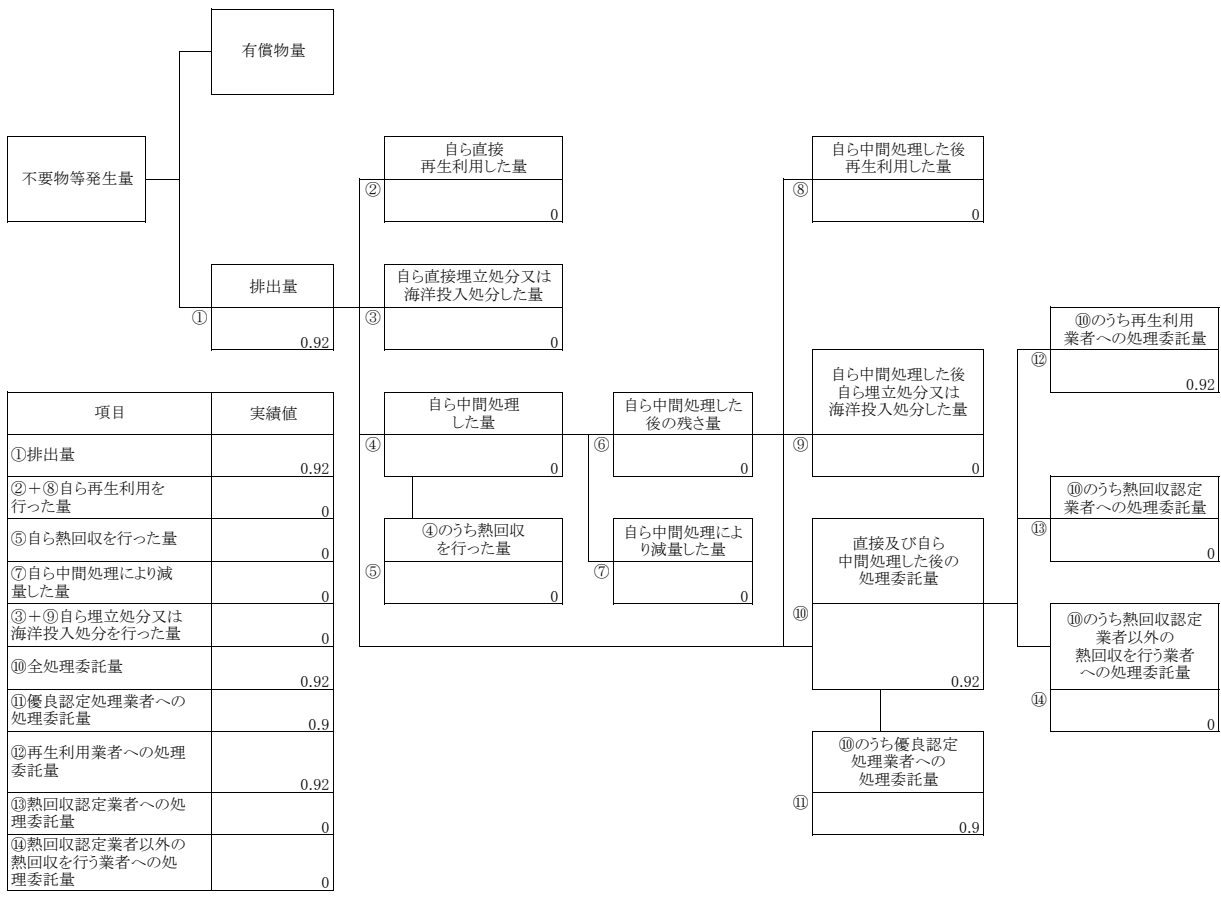 有償物量
不要物等発生量
自ら直接
再生利用した量
②
0
自ら中間処理した後
再生利用した量
⑧
0
排出量
①
0.92
自ら直接埋立処分又は
海洋投入処分した量
③
0
⑩のうち再生利用
業者への処理委託量
⑫
0.92
自ら中間処理
した量
④
0
自ら中間処理した
後の残さ量
⑥
0
自ら中間処理した後
自ら埋立処分又は
海洋投入処分した量
⑨
0
⑩のうち熱回収認定
業者への処理委託量
⑬
0
④のうち熱回収
を行った量
⑤
0
自ら中間処理によ
り減量した量
⑦
0
直接及び自ら
中間処理した後の
処理委託量
⑩
0.92
⑩のうち熱回収認定
業者以外の
熱回収を行う業者
への処理委託量
⑭
0
⑩のうち優良認定
処理業者への
処理委託量
⑪
0.9
項目
実績値
①排出量
0.92
②＋⑧自ら再生利用を
行った量
0
⑤自ら熱回収を行った量
0
⑦自ら中間処理により減
量した量
0
③＋⑨自ら埋立処分又は
海洋投入処分を行った量
0
⑩全処理委託量
0.92
⑪優良認定処理業者への
処理委託量
0.9
⑫再生利用業者への処理
委託量
0.92
⑬熱回収認定業者への処
理委託量
0
⑭熱回収認定業者以外の
熱回収を行う業者への処
理委託量
0